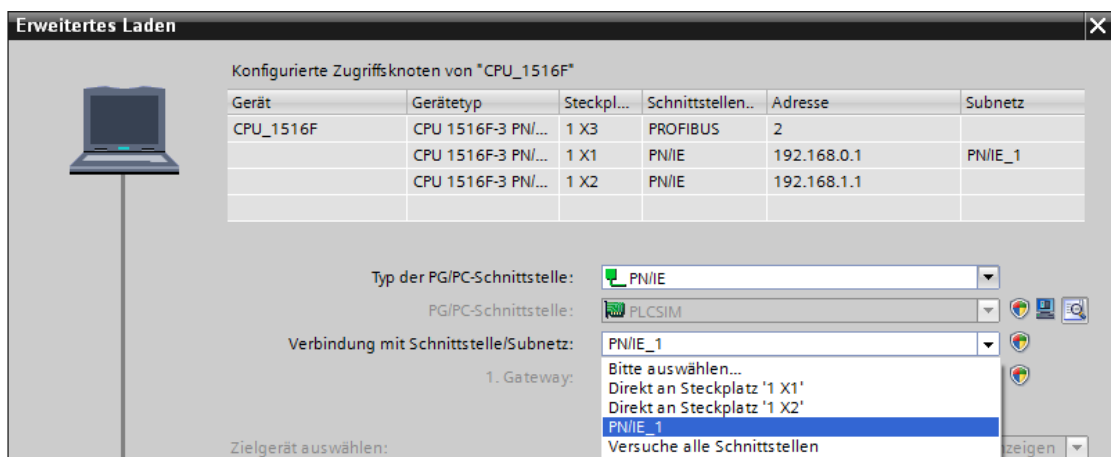 Erweitertes Laden
Konfigurierte Zugriffsknoten von "CPU_1516F"
Gerät Gerätetyp Steckpl... Schnittstellen.. Adresse Subnetz
CPU_1516F CPU 1516F-3 PN/... 1 X3 PROFIBUS 2
CPU 1516F-3 PN/... 1 X1 PN/IE 192.168.0.1 PN/IE_1
CPU 1516F-3 PN/... 1 X2 PN/IE 192.168.1.1
Typ der PG/PC-Schnittstelle: PN/IE
PG/PC-Schnittstelle: PLCSIM
Verbindung mit Schnittstelle/Subnetz: PN/IE_1
Bitte auswählen...
1. Gateway:
Direkt an Steckplatz '1 X1'
Direkt an Steckplatz '1 X2'
PN/IE_1
Zielgerät auswählen: Versuche alle Schnittstellen nzeigen